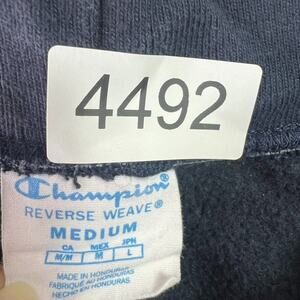 4492
Champion
REVERSE WEAVE®
MEDIUM
CA MEX JPN
M/M M L
MADE IN HONDURAS
FABRIQUÉ AU HONDURAS
HECHO EN HONDURAS